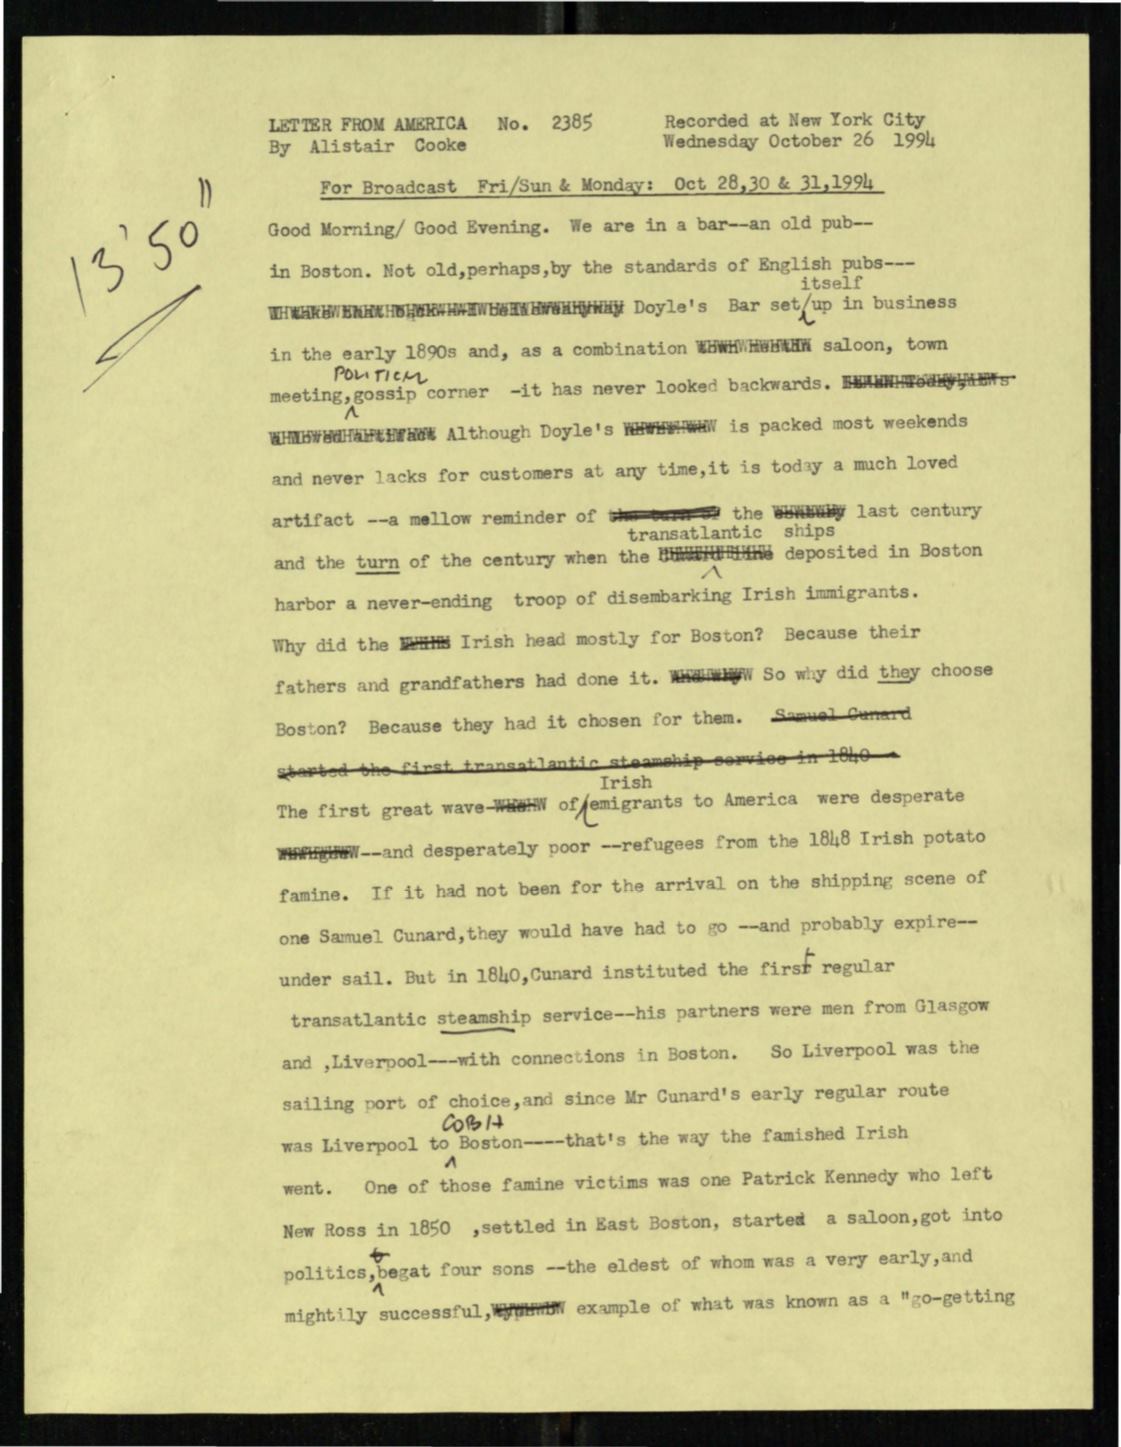 LETTER FROM AMERICA No. 2385 Recorded at New York City
By Alistair Cooke Wednesday October 26 1994
For Broadcast Fri/Sun & Monday: Oct 28,30 & 31,1994
13'50"
Good Morning/ Good Evening. We are in a bar--an old pub--
in Boston. Not old,perhaps,by the standards of English pubs---
itself
Doyle's Bar set/up in business
in the early 1890s and, as a combination saloon, town
POLITICAL
meeting,gossip corner -it has never looked backwards. Today,
Although Doyle's is packed most weekends
and never lacks for customers at any time,it is today a much loved
artifact --a mellow reminder of the turn of the century last century
transatlantic ships
and the turn of the century when the Cunard line deposited in Boston
harbor a never-ending troop of disembarking Irish immigrants.
Why did the Irish head mostly for Boston? Because their
fathers and grandfathers had done it. So why did they choose
Boston? Because they had it chosen for them. Samuel Cunard
started the first transatlantic steamship service in 1840
Irish
The first great wave- of/emigrants to America were desperate
--and desperately poor --refugees from the 1848 Irish potato
famine. If it had not been for the arrival on the shipping scene of
one Samuel Cunard,they would have had to go --and probably expire--
under sail. But in 1840,Cunard instituted the first regular
transatlantic steamship service--his partners were men from Glasgow
and ,Liverpool---with connections in Boston. So Liverpool was the
sailing port of choice,and since Mr Cunard's early regular route
COBH
was Liverpool to Boston----that's the way the famished Irish
went. One of those famine victims was one Patrick Kennedy who left
New Ross in 1850 ,settled in East Boston, started a saloon,got into
politics,begat four sons --the eldest of whom was a very early,and
mightily successful, example of what was known as a "go-getting